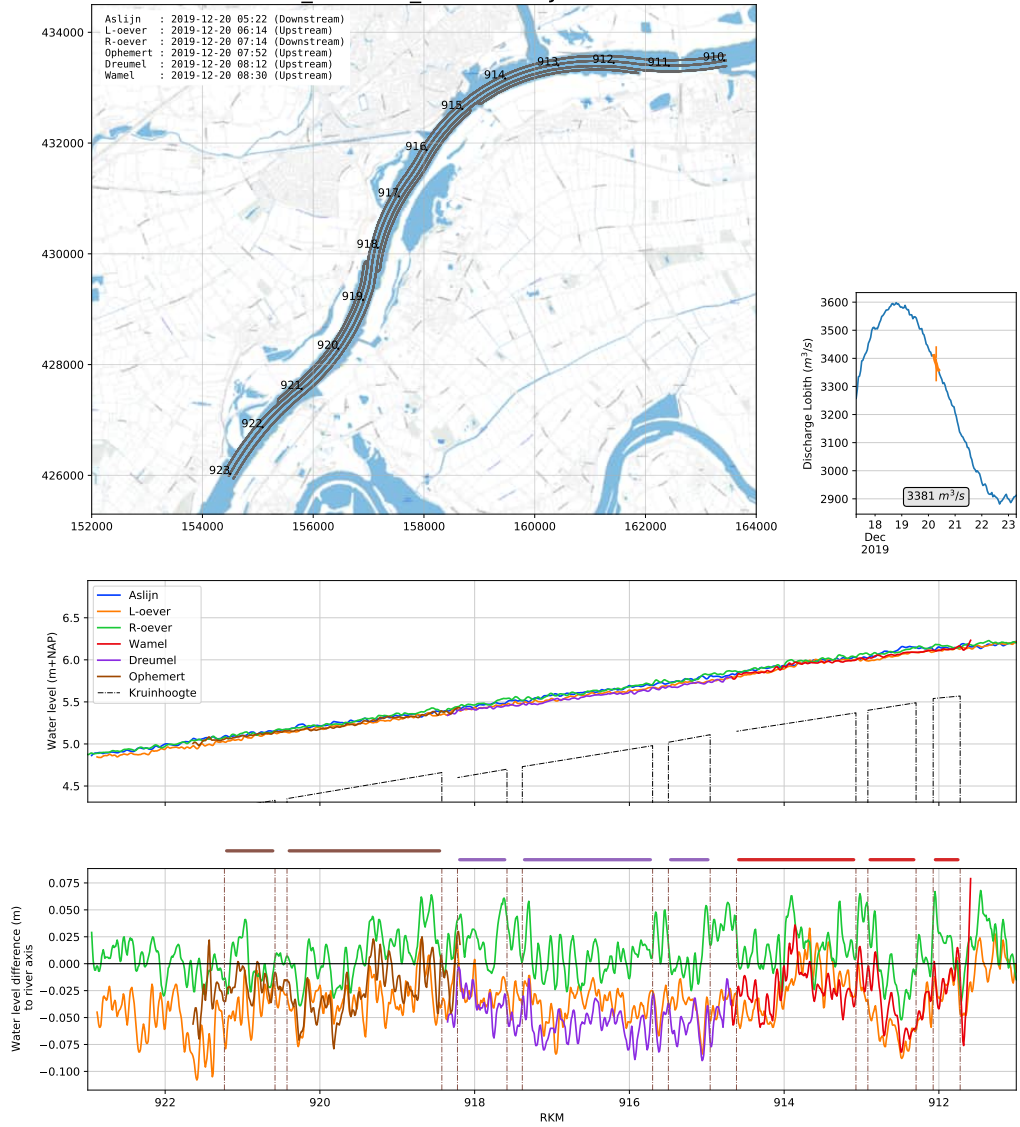 Aslijn : 2019-12-20 05:22 (Downstream)
L-oever : 2019-12-20 06:14 (Upstream)
R-oever : 2019-12-20 07:14 (Downstream)
Ophemert : 2019-12-20 07:52 (Upstream)
Dreumel : 2019-12-20 08:12 (Upstream)
Wamel : 2019-12-20 08:30 (Upstream)
434000
432000
430000
428000
426000
910
911
912
913
914
915
916
917
918
919
920
921
922
923
152000 154000 156000 158000 160000 162000 164000
Discharge Lobith (m³/s)
3600
3500
3400
3300
3200
3100
3000
2900
3381 m³/s
18 19 20 21 22 23
Dec
2019
Water level (m+NAP)
6.5
6.0
5.5
5.0
4.5
Aslijn
L-oever
R-oever
Wamel
Dreumel
Ophemert
Kruinhoogte
Water level difference (m)
to river axis
0.075
0.050
0.025
0.000
−0.025
−0.050
−0.075
−0.100
922 920 918 916 914 912
RKM